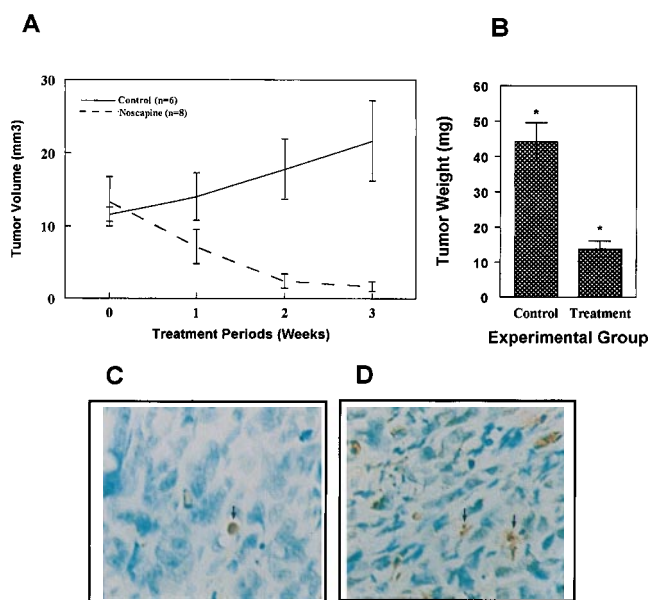 A
B
30
20
10
0
Tumor Volume (mm3)
Control (n=6)
Noscapine (n=8)
0 1 2 3
Treatment Periods (Weeks)
60
50
40
30
20
10
0
Tumor Weight (mg)
*
*
Control Treatment
Experimental Group
C
D